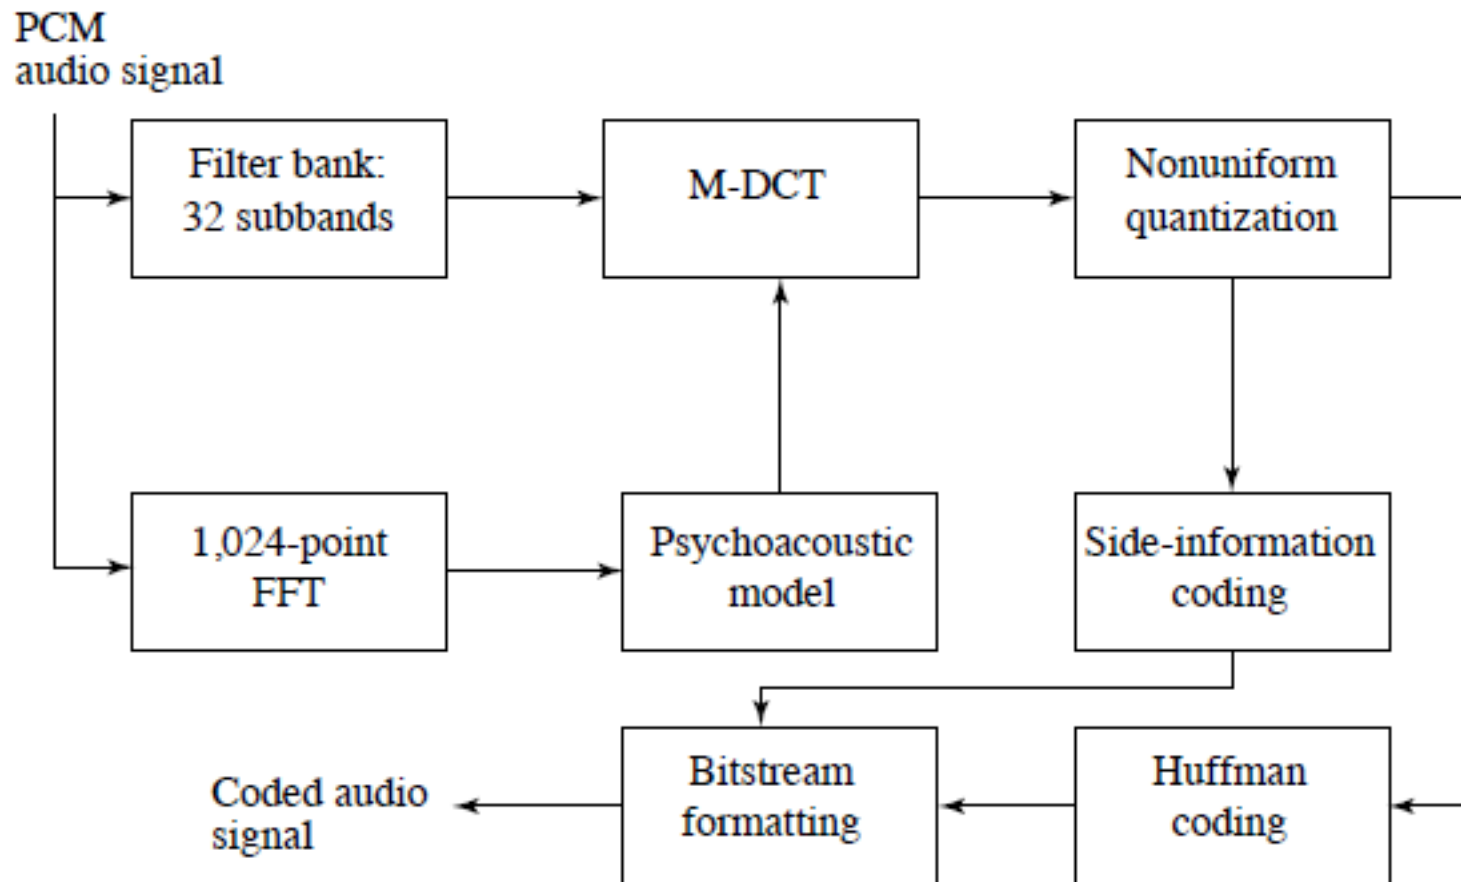 PCM
audio signal
Filter bank:
32 subbands
M-DCT
Nonuniform
quantization
1,024-point
FFT
Psychoacoustic
model
Side-information
coding
Coded audio
signal
Bitstream
formatting
Huffman
coding